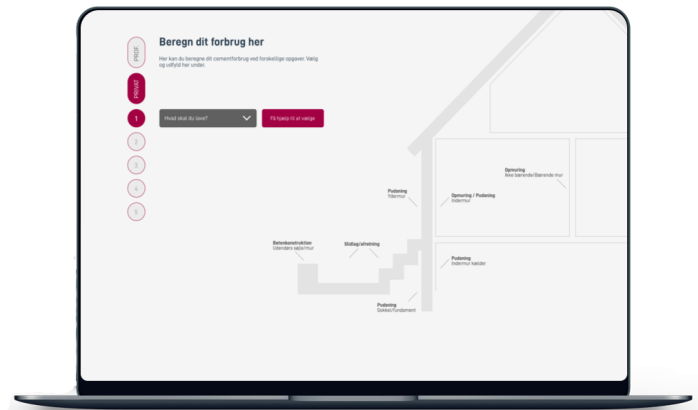 Beregn dit forbrug her
Her kan du beregne dit cementforbrug ved forskellige opgaver. Vælg
og udfyld her under.
PROF.
PRIVAT
1
2
3
4
5
Hvad skal du lave?
Få hjælp til at vælge
Opmuring
Ikke bærende/Bærende mur
Pudsning
Ydermur
Opmuring / Pudsning
Indermur
Betonkonstruktion
Udendørs søjle/mur
Slidlag/afretning
Pudsning
Indermur kælder
Pudsning
Sokkel/fundament